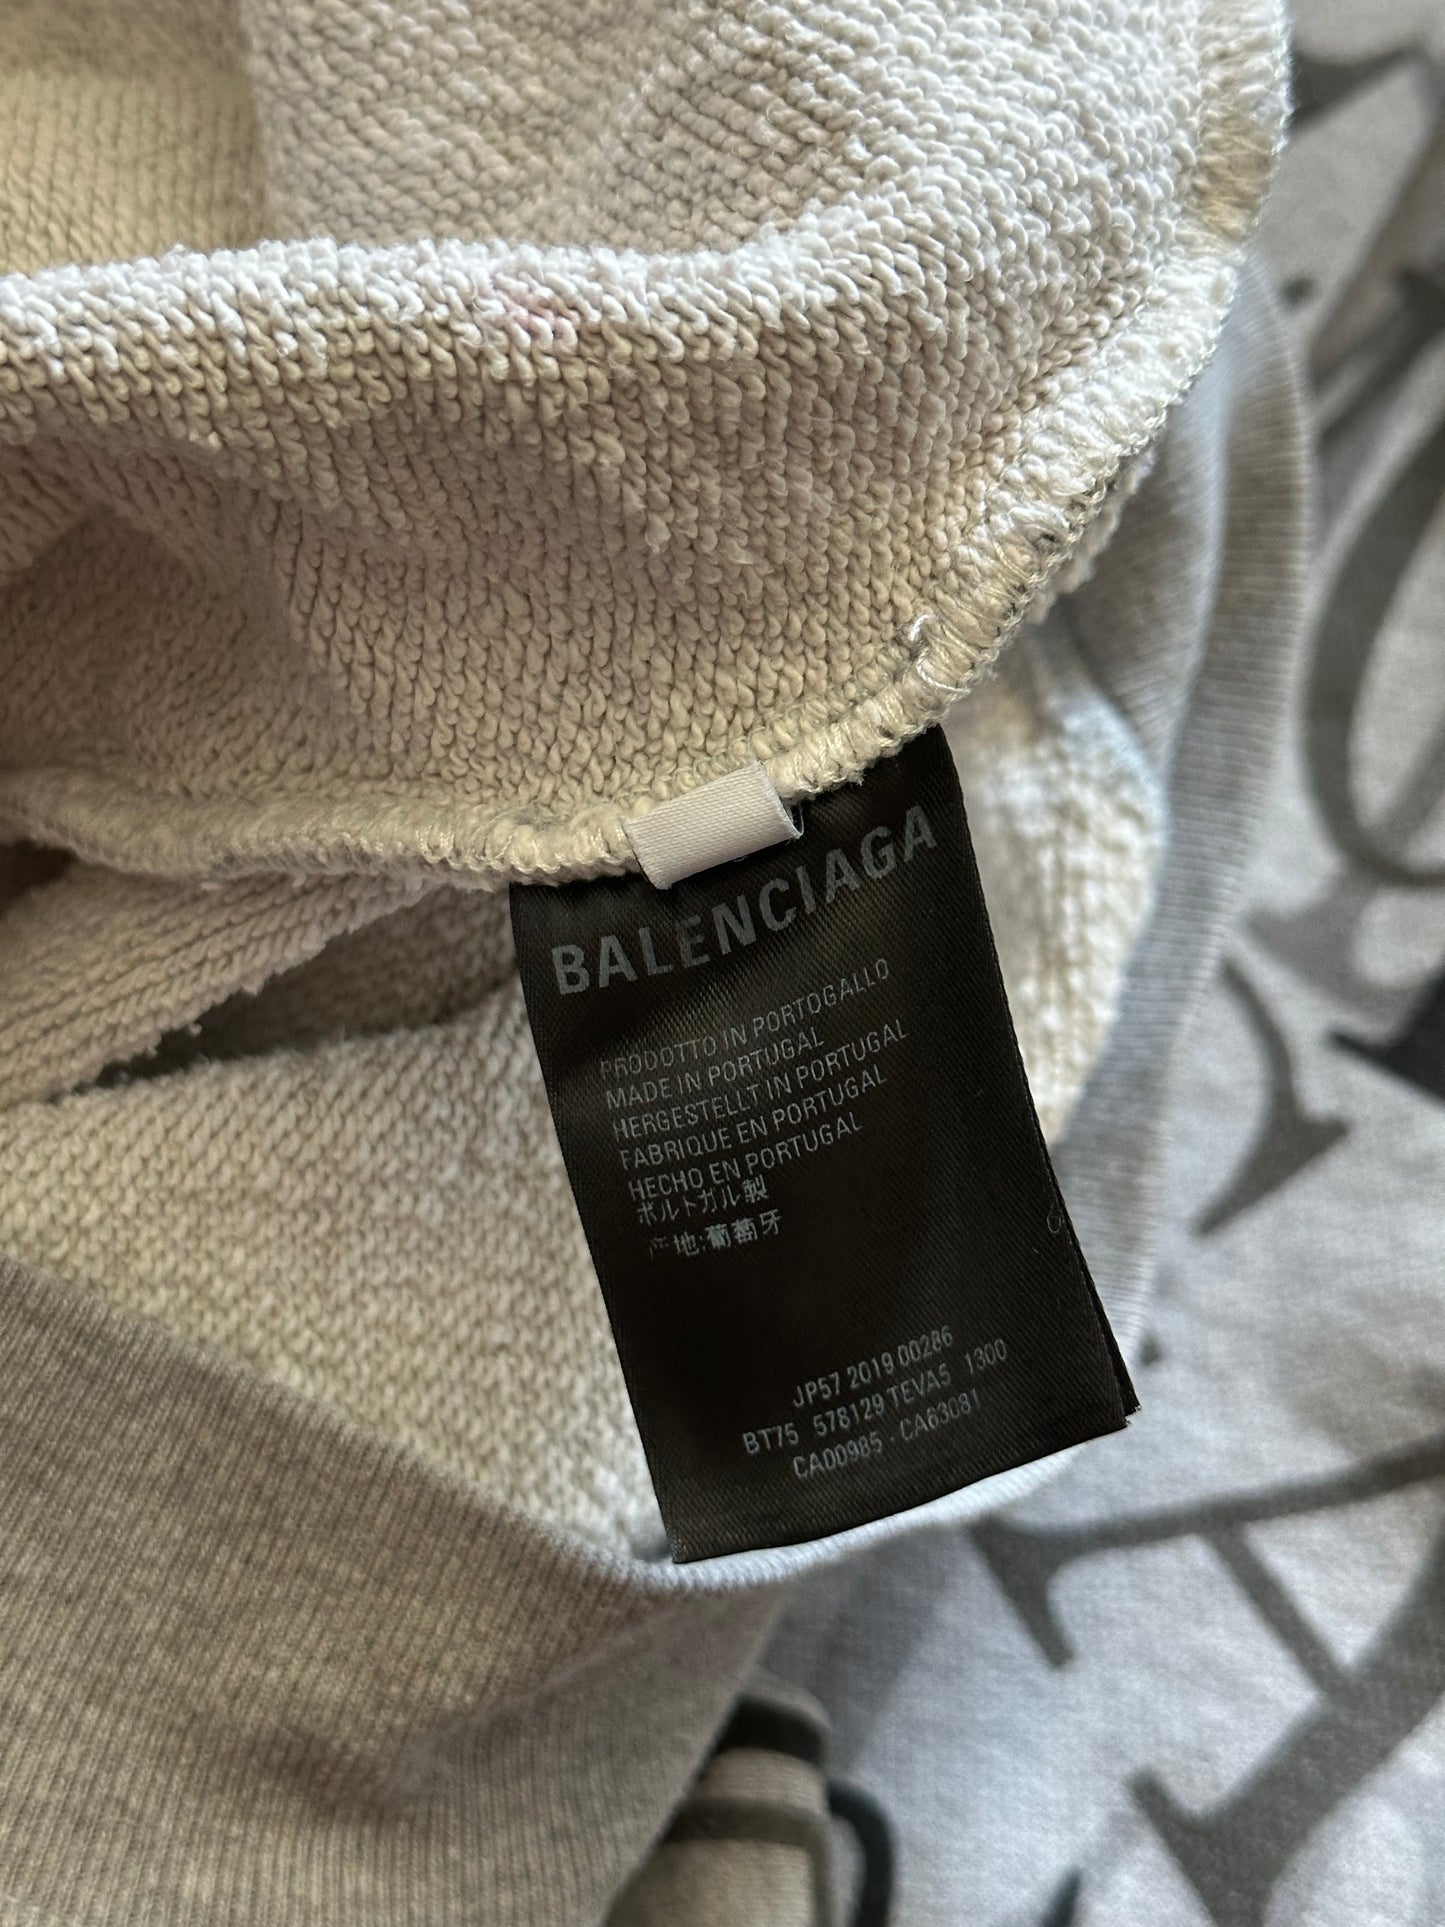 BALENCIAGA
PRODOTTO IN PORTOGALLO
MADE IN PORTUGAL
HERGESTELLT IN PORTUGAL
FABRIQUE EN PORTUGAL
HECHO EN PORTUGAL
ポルトガル製
产地:葡萄牙
JP57 2019 00286
BT75 578129 TEVA5 1300
CA00985 - CA63081